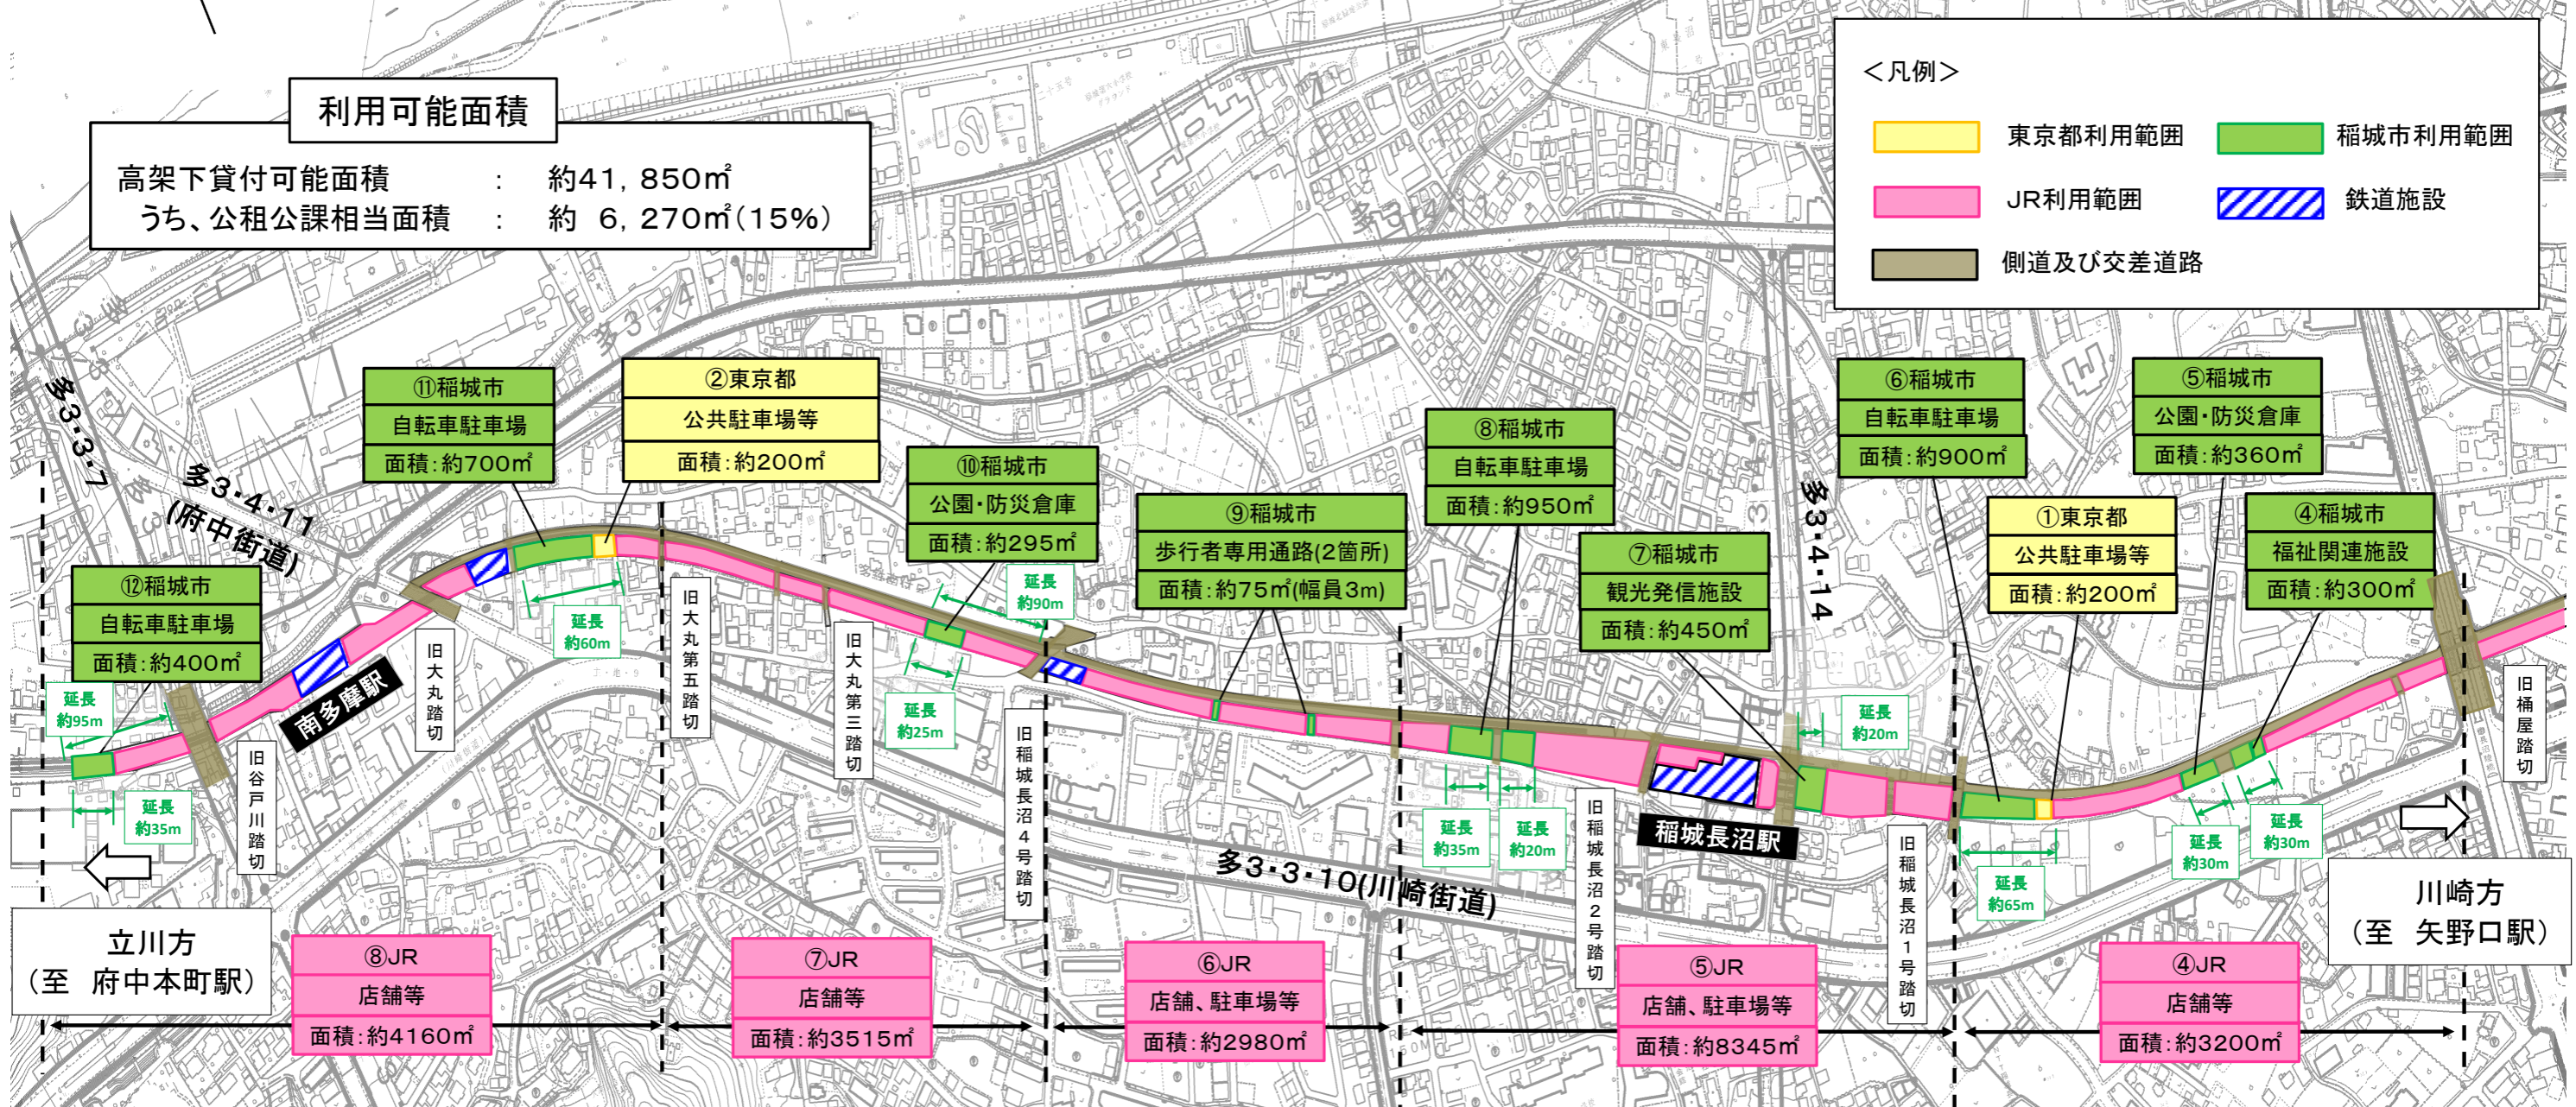 利用可能面積
高架下貸付可能面積 : 約41,850㎡
うち、公租公課相当面積 : 約 6,270㎡(15%)
<凡例>
東京都利用範囲
稲城市利用範囲
JR利用範囲
鉄道施設
側道及び交差道路
多3・3・7
多3・4・11
(府中街道)
⑪稲城市
自転車駐車場
面積:約700㎡
②東京都
公共駐車場等
面積:約200㎡
⑩稲城市
公園・防災倉庫
面積:約295㎡
⑨稲城市
歩行者専用通路(2箇所)
面積:約75㎡(幅員3m)
⑧稲城市
自転車駐車場
面積:約950㎡
⑦稲城市
観光発信施設
面積:約450㎡
多3・4・14
⑥稲城市
自転車駐車場
面積:約900㎡
⑤稲城市
公園・防災倉庫
面積:約360㎡
①東京都
公共駐車場等
面積:約200㎡
④稲城市
福祉関連施設
面積:約300㎡
⑫稲城市
自転車駐車場
面積:約400㎡
延長
約95m
延長
約35m
旧谷戸川踏切
南多摩駅
旧大丸踏切
延長
約60m
旧大丸第五踏切
旧大丸第三踏切
延長
約90m
延長
約25m
旧稲城長沼4号踏切
延長
約35m
延長
約20m
旧稲城長沼2号踏切
稲城長沼駅
延長
約20m
旧稲城長沼1号踏切
延長
約65m
延長
約30m
延長
約30m
旧桶屋踏切
多3・3・10(川崎街道)
立川方
(至 府中本町駅)
川崎方
(至 矢野口駅)
⑧JR
店舗等
面積:約4160㎡
⑦JR
店舗等
面積:約3515㎡
⑥JR
店舗、駐車場等
面積:約2980㎡
⑤JR
店舗、駐車場等
面積:約8345㎡
④JR
店舗等
面積:約3200㎡